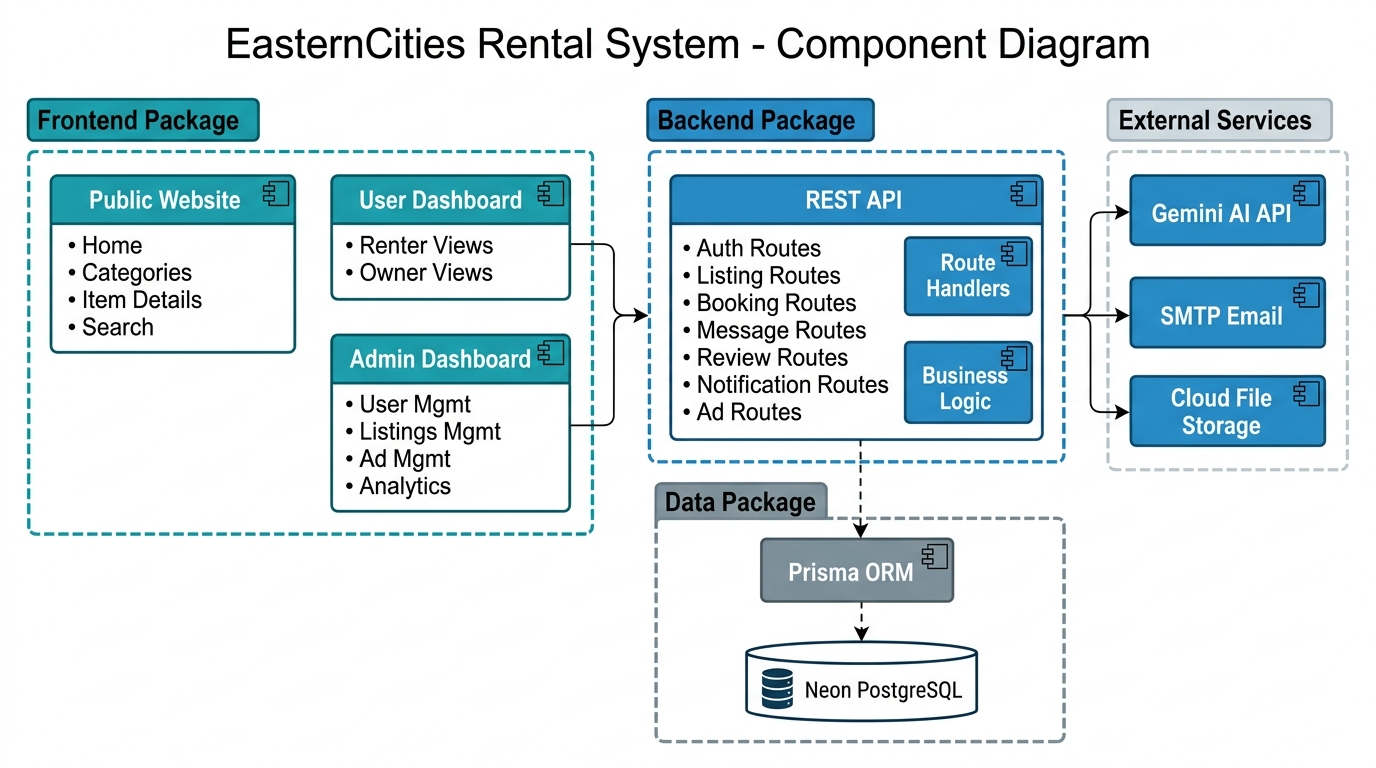 EasternCities Rental System - Component Diagram
Frontend Package
Public Website
• Home
• Categories
• Item Details
• Search
User Dashboard
• Renter Views
• Owner Views
Admin Dashboard
• User Mgmt
• Listings Mgmt
• Ad Mgmt
• Analytics
Backend Package
REST API
• Auth Routes
• Listing Routes
• Booking Routes
• Message Routes
• Review Routes
• Notification Routes
• Ad Routes
Route
Handlers
Business
Logic
External Services
Gemini AI API
SMTP Email
Cloud File
Storage
Data Package
Prisma ORM
Neon PostgreSQL